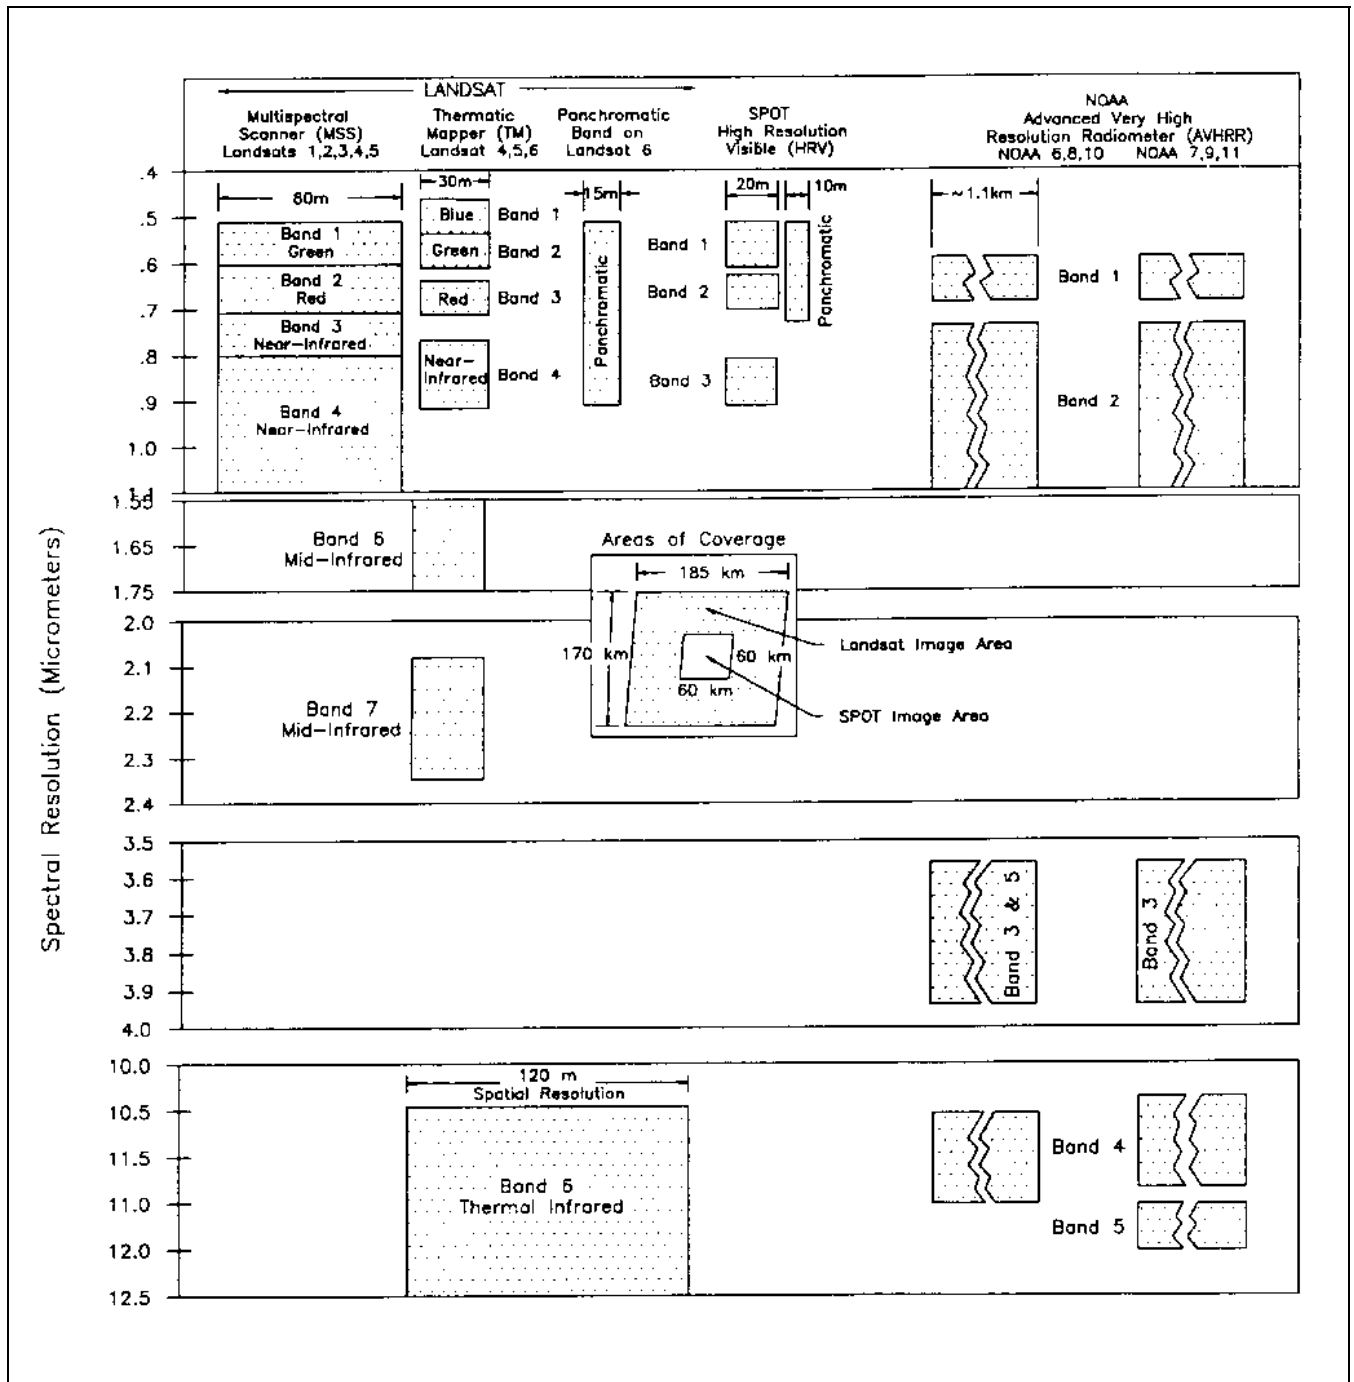 LANDSAT
Multispectral
Scanner (MSS)
Landsats 1,2,3,4,5
Thematic
Mapper (TM)
Landsat 4,5,6
Panchromatic
Band on
Landsat 6
SPOT
High Resolution
Visible (HRV)
NOAA
Advanced Very High
Resolution Radiometer (AVHRR)
NOAA 6,8,10 NOAA 7,9,11
Spectral Resolution (Micrometers)
.4
.5
.6
.7
.8
.9
1.0
1.1
80m
Band 1
Green
Band 2
Red
Band 3
Near-Infrared
Band 4
Near-Infrared
30m
Blue Band 1
Green Band 2
Red Band 3
Near-
Infrared Band 4
15m
Panchromatic
20m
10m
Band 1
Band 2
Band 3
Panchromatic
~1.1km
Band 1
Band 2
1.55
1.65
1.75
Band 6
Mid-Infrared
Areas of Coverage
185 km
170 km
60 km
60 km
Landsat Image Area
SPOT Image Area
2.0
2.1
2.2
2.3
2.4
Band 7
Mid-Infrared
3.5
3.6
3.7
3.8
3.9
4.0
Band 3 & 5
Band 3
10.0
10.5
11.5
11.0
12.0
12.5
120 m
Spatial Resolution
Band 6
Thermal Infrared
Band 4
Band 5